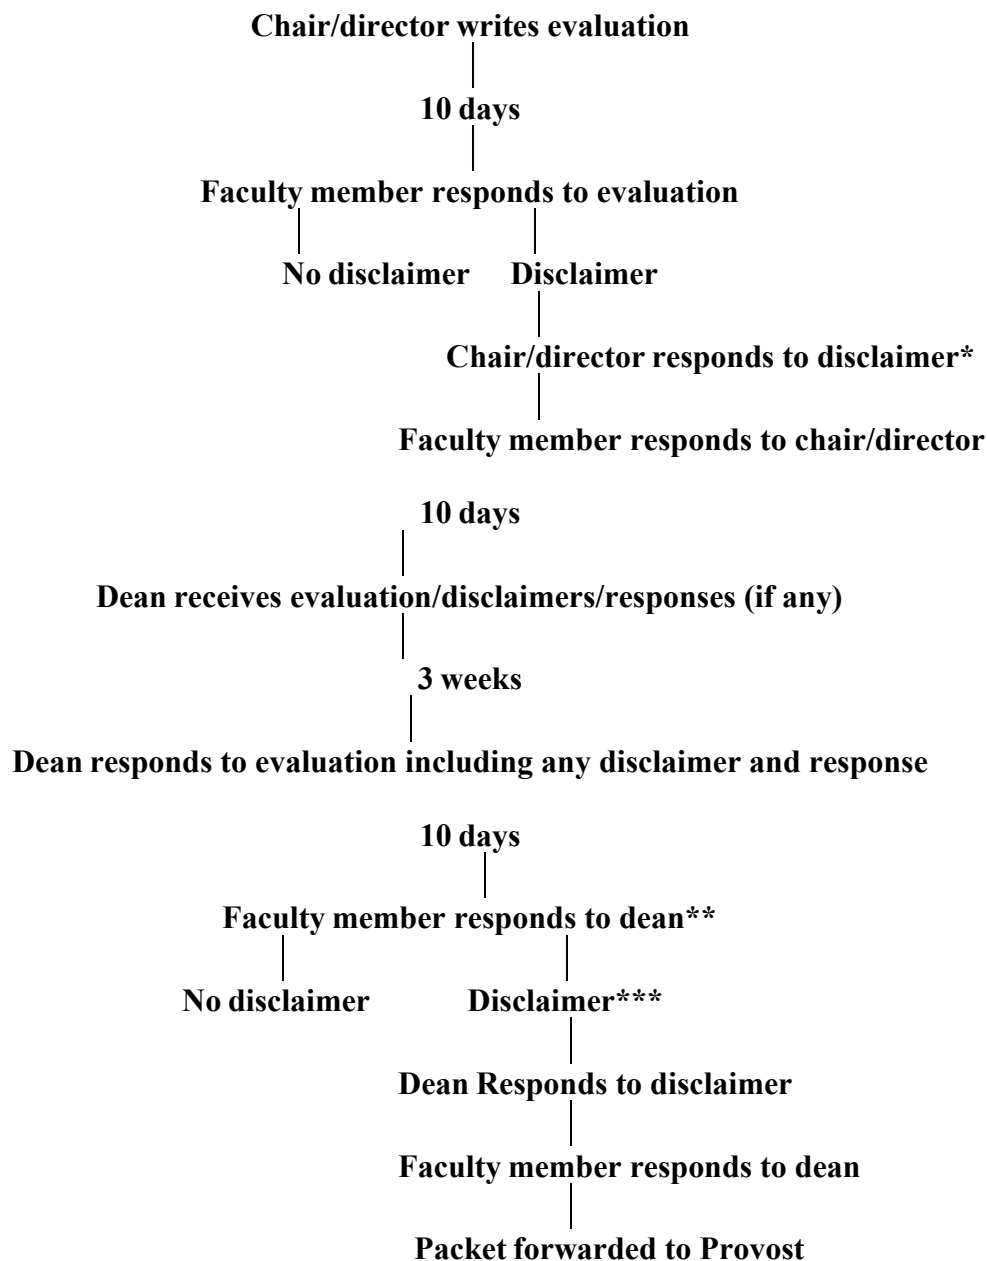 Chair/director writes evaluation
10 days
Faculty member responds to evaluation
No disclaimer Disclaimer
Chair/director responds to disclaimer*
Faculty member responds to chair/director
10 days
Dean receives evaluation/disclaimers/responses (if any)
3 weeks
Dean responds to evaluation including any disclaimer and response
10 days
Faculty member responds to dean**
No disclaimer Disclaimer***
Dean Responds to disclaimer
Faculty member responds to dean
Packet forwarded to Provost